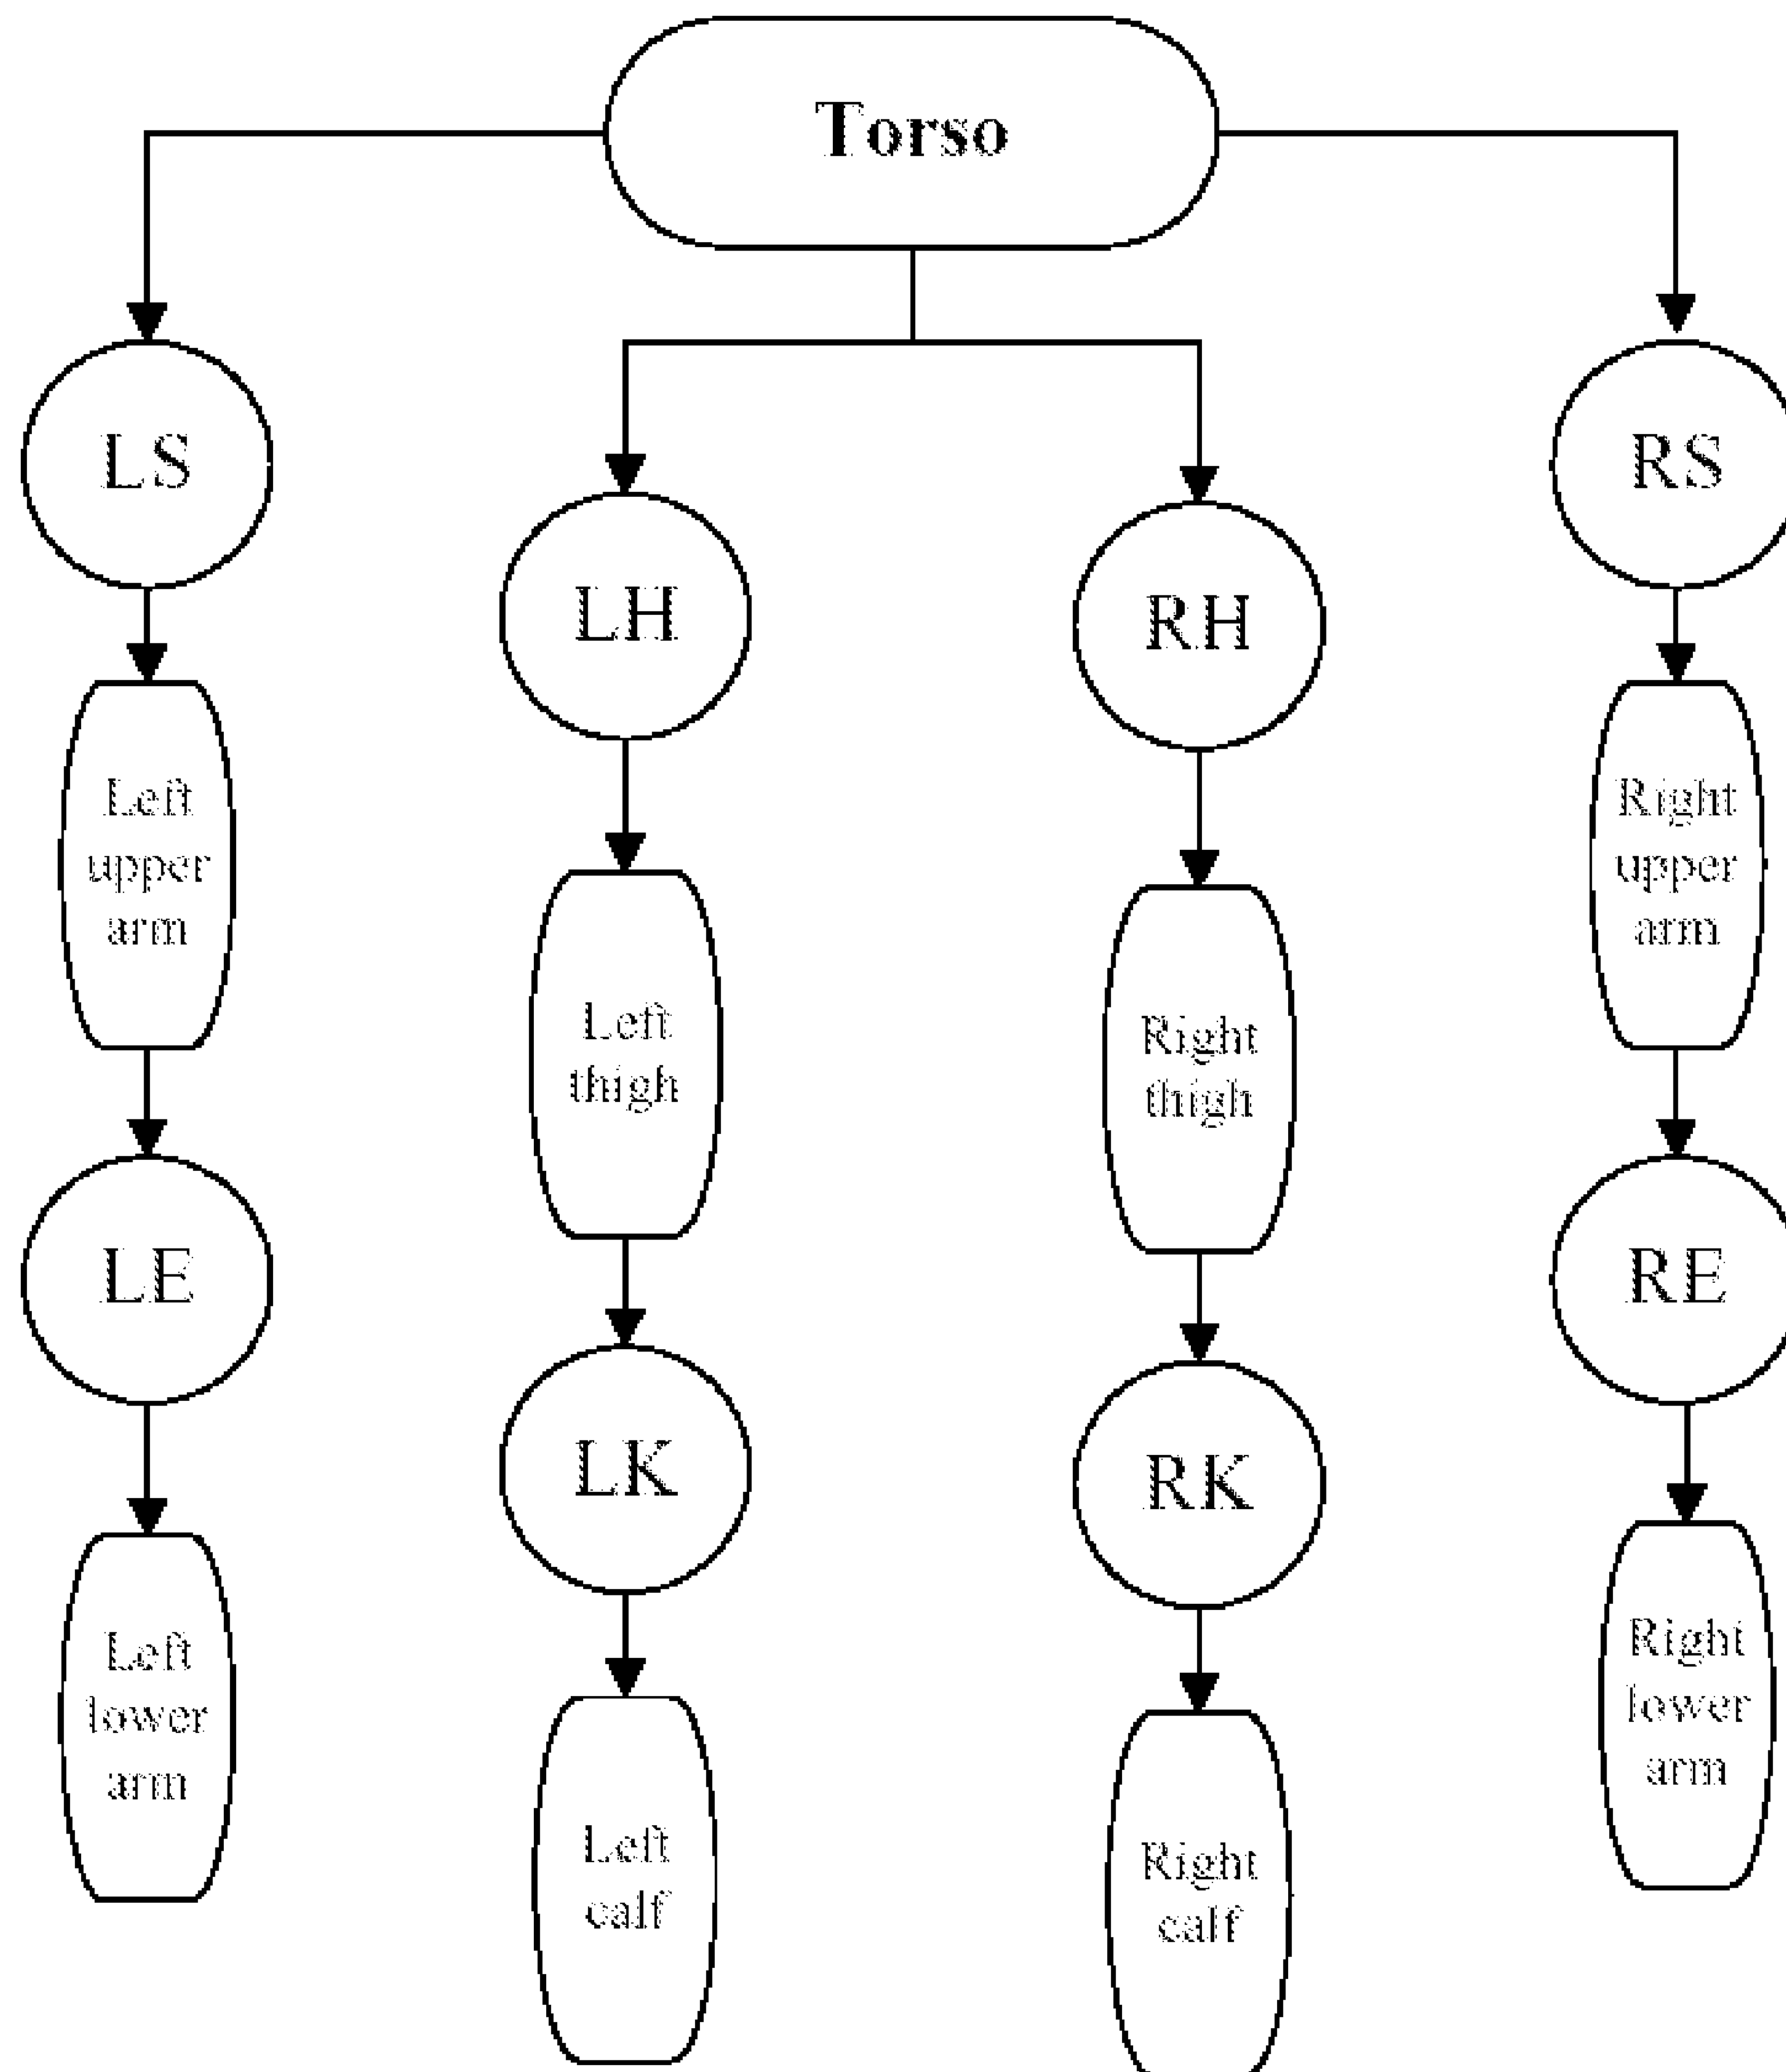 Torso
LS
RS
LH
RH
Left
upper
arm
Right
upper
arm
Left
thigh
Right
thigh
LE
RE
LK
RK
Left
lower
arm
Right
lower
arm
Left
calf
Right
calf